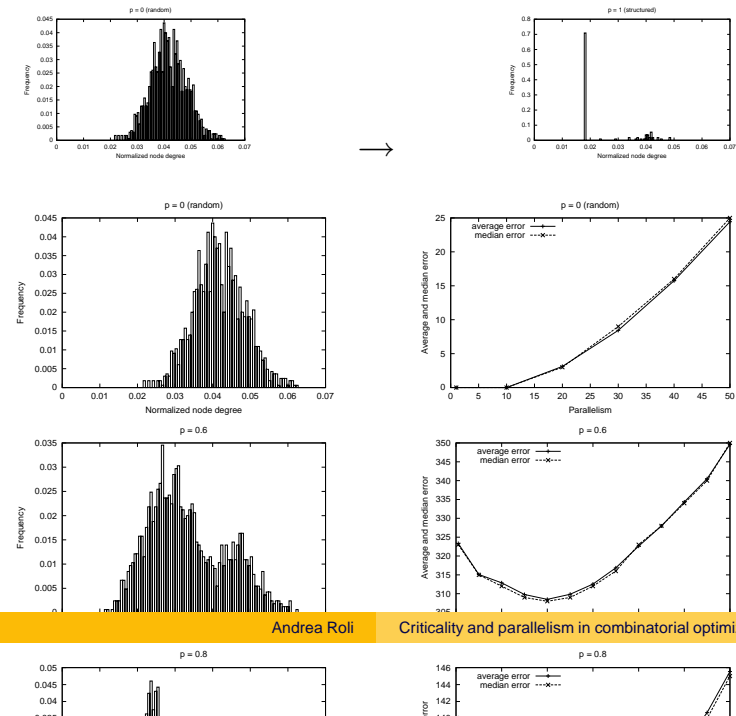 p = 0 (random)
0.045
0.04
0.035
0.03
0.025
0.02
0.015
0.01
0.005
0
Frequency
0 0.01 0.02 0.03 0.04 0.05 0.06 0.07
Normalized node degree
→
p = 1 (structured)
0.8
0.7
0.6
0.5
0.4
0.3
0.2
0.1
0
Frequency
0 0.01 0.02 0.03 0.04 0.05 0.06 0.07
Normalized node degree
p = 0 (random)
0.045
0.04
0.035
0.03
0.025
0.02
0.015
0.01
0.005
0
Frequency
0 0.01 0.02 0.03 0.04 0.05 0.06 0.07
Normalized node degree
p = 0 (random)
25
20
15
10
5
0
Average and median error
average error
median error
0 5 10 15 20 25 30 35 40 45 50
Parallelism
p = 0.6
0.035
0.03
0.025
0.02
0.015
0.01
0.005
Frequency
p = 0.6
350
345
340
335
330
325
320
315
310
Average and median error
average error
median error
Andrea Roli
Criticality and parallelism in combinatorial
p = 0.8
0.05
0.045
0.04
p = 0.8
146
144
142
average error
median error